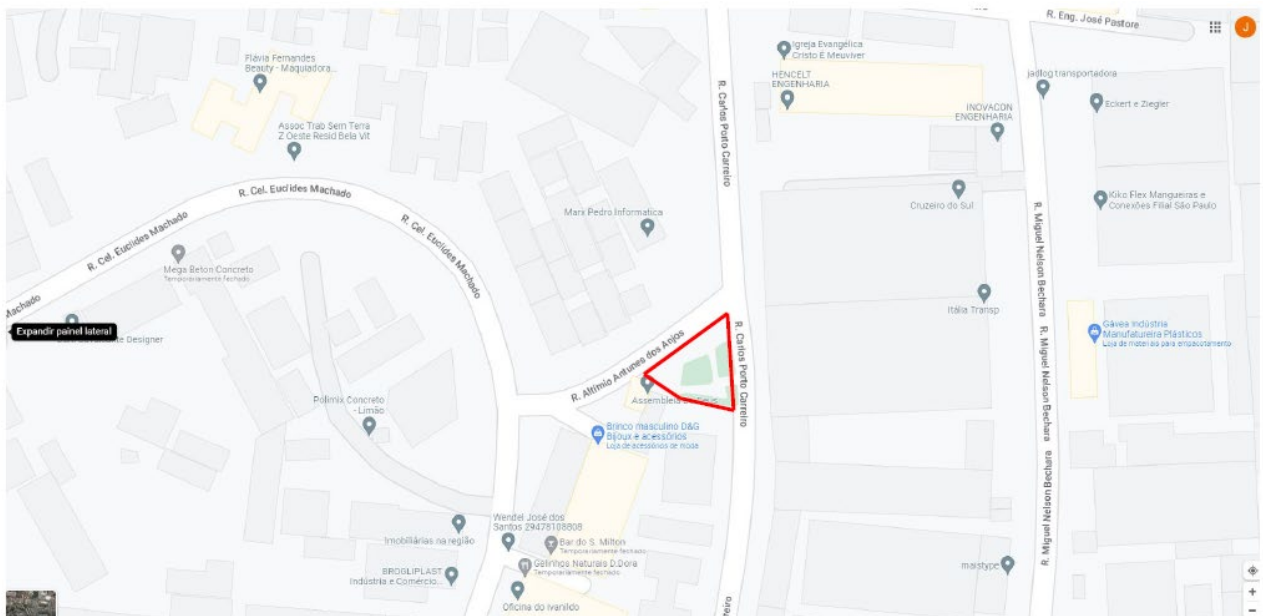 R. Eng. José Pastore
J
Flávia Fernandes
Beauty - Maquiadora...
Igreja Evangélica
Cristo É Meuviver
HENCELT
ENGENHARIA
jadlog transportadora
Eckert e Ziegler
INOVACON
ENGENHARIA
Assoc Trab Sem Terra
Z Oeste Resid Bela Vit
R. Carlos Porto Carreiro
R. Cel. Euclides Machado
R. Cel. Euclides Machado
R. Cel. Euclides Machado
Marx Pedro Informatica
Cruzeiro do Sul
Kiko Flex Mangueiras e
Conexões Filial São Paulo
R. Miguel Nelson Bechara
Mega Beton Concreto
Temporariamente fechado
Machado
Expandir painel lateral
Designer
Itália Transp
Gávea Indústria
Manufatureira Plásticos
Loja de materiais para empacotamento
R. Miguel Nelson Bechara
R. Altimio Antunes dos Anjos
R. Carlos Porto Carreiro
Assembleia
Polimix Concreto
- Limão
Brinco masculino D&G
Bijoux e acessórios
Loja de acessórios de moda
R. Miguel Nelson Bechara
Wendel José dos
Santos 29478108808
Imobiliárias na região
Bar do S. Milton
Temporariamente fechado
BROGLIPLAST
Indústria e Comércio...
Gelinhos Naturais D.Dora
Temporariamente fechado
maistype
Oficina do Ivanildo
+
−